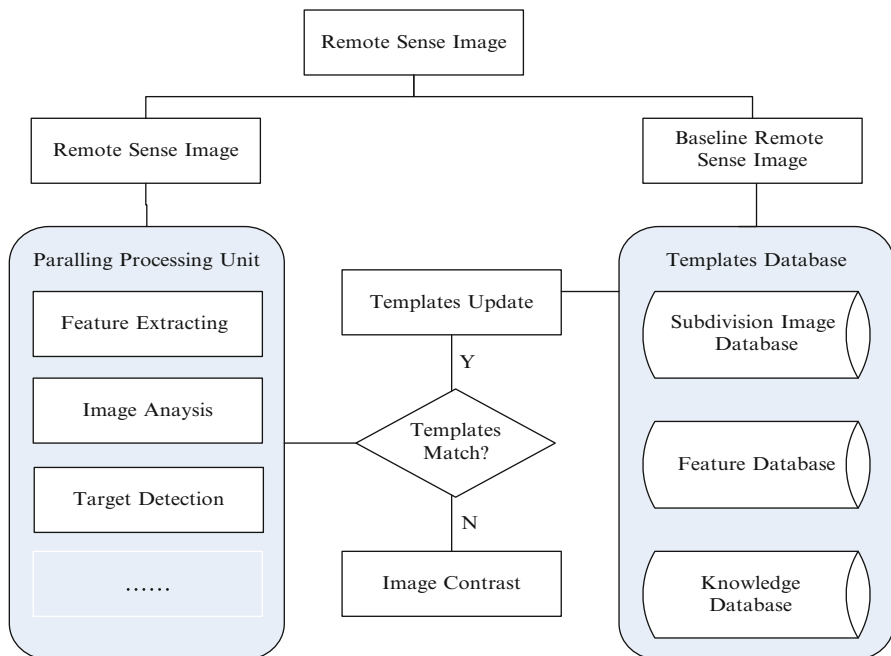 Remote Sense Image
Remote Sense Image
Baseline Remote
Sense Image
Paralling Processing Unit
Feature Extracting
Image Anaysis
Target Detection
......
Templates Update
Y
Templates
Match?
N
Image Contrast
Templates Database
Subdivision Image
Database
Feature Database
Knowledge
Database